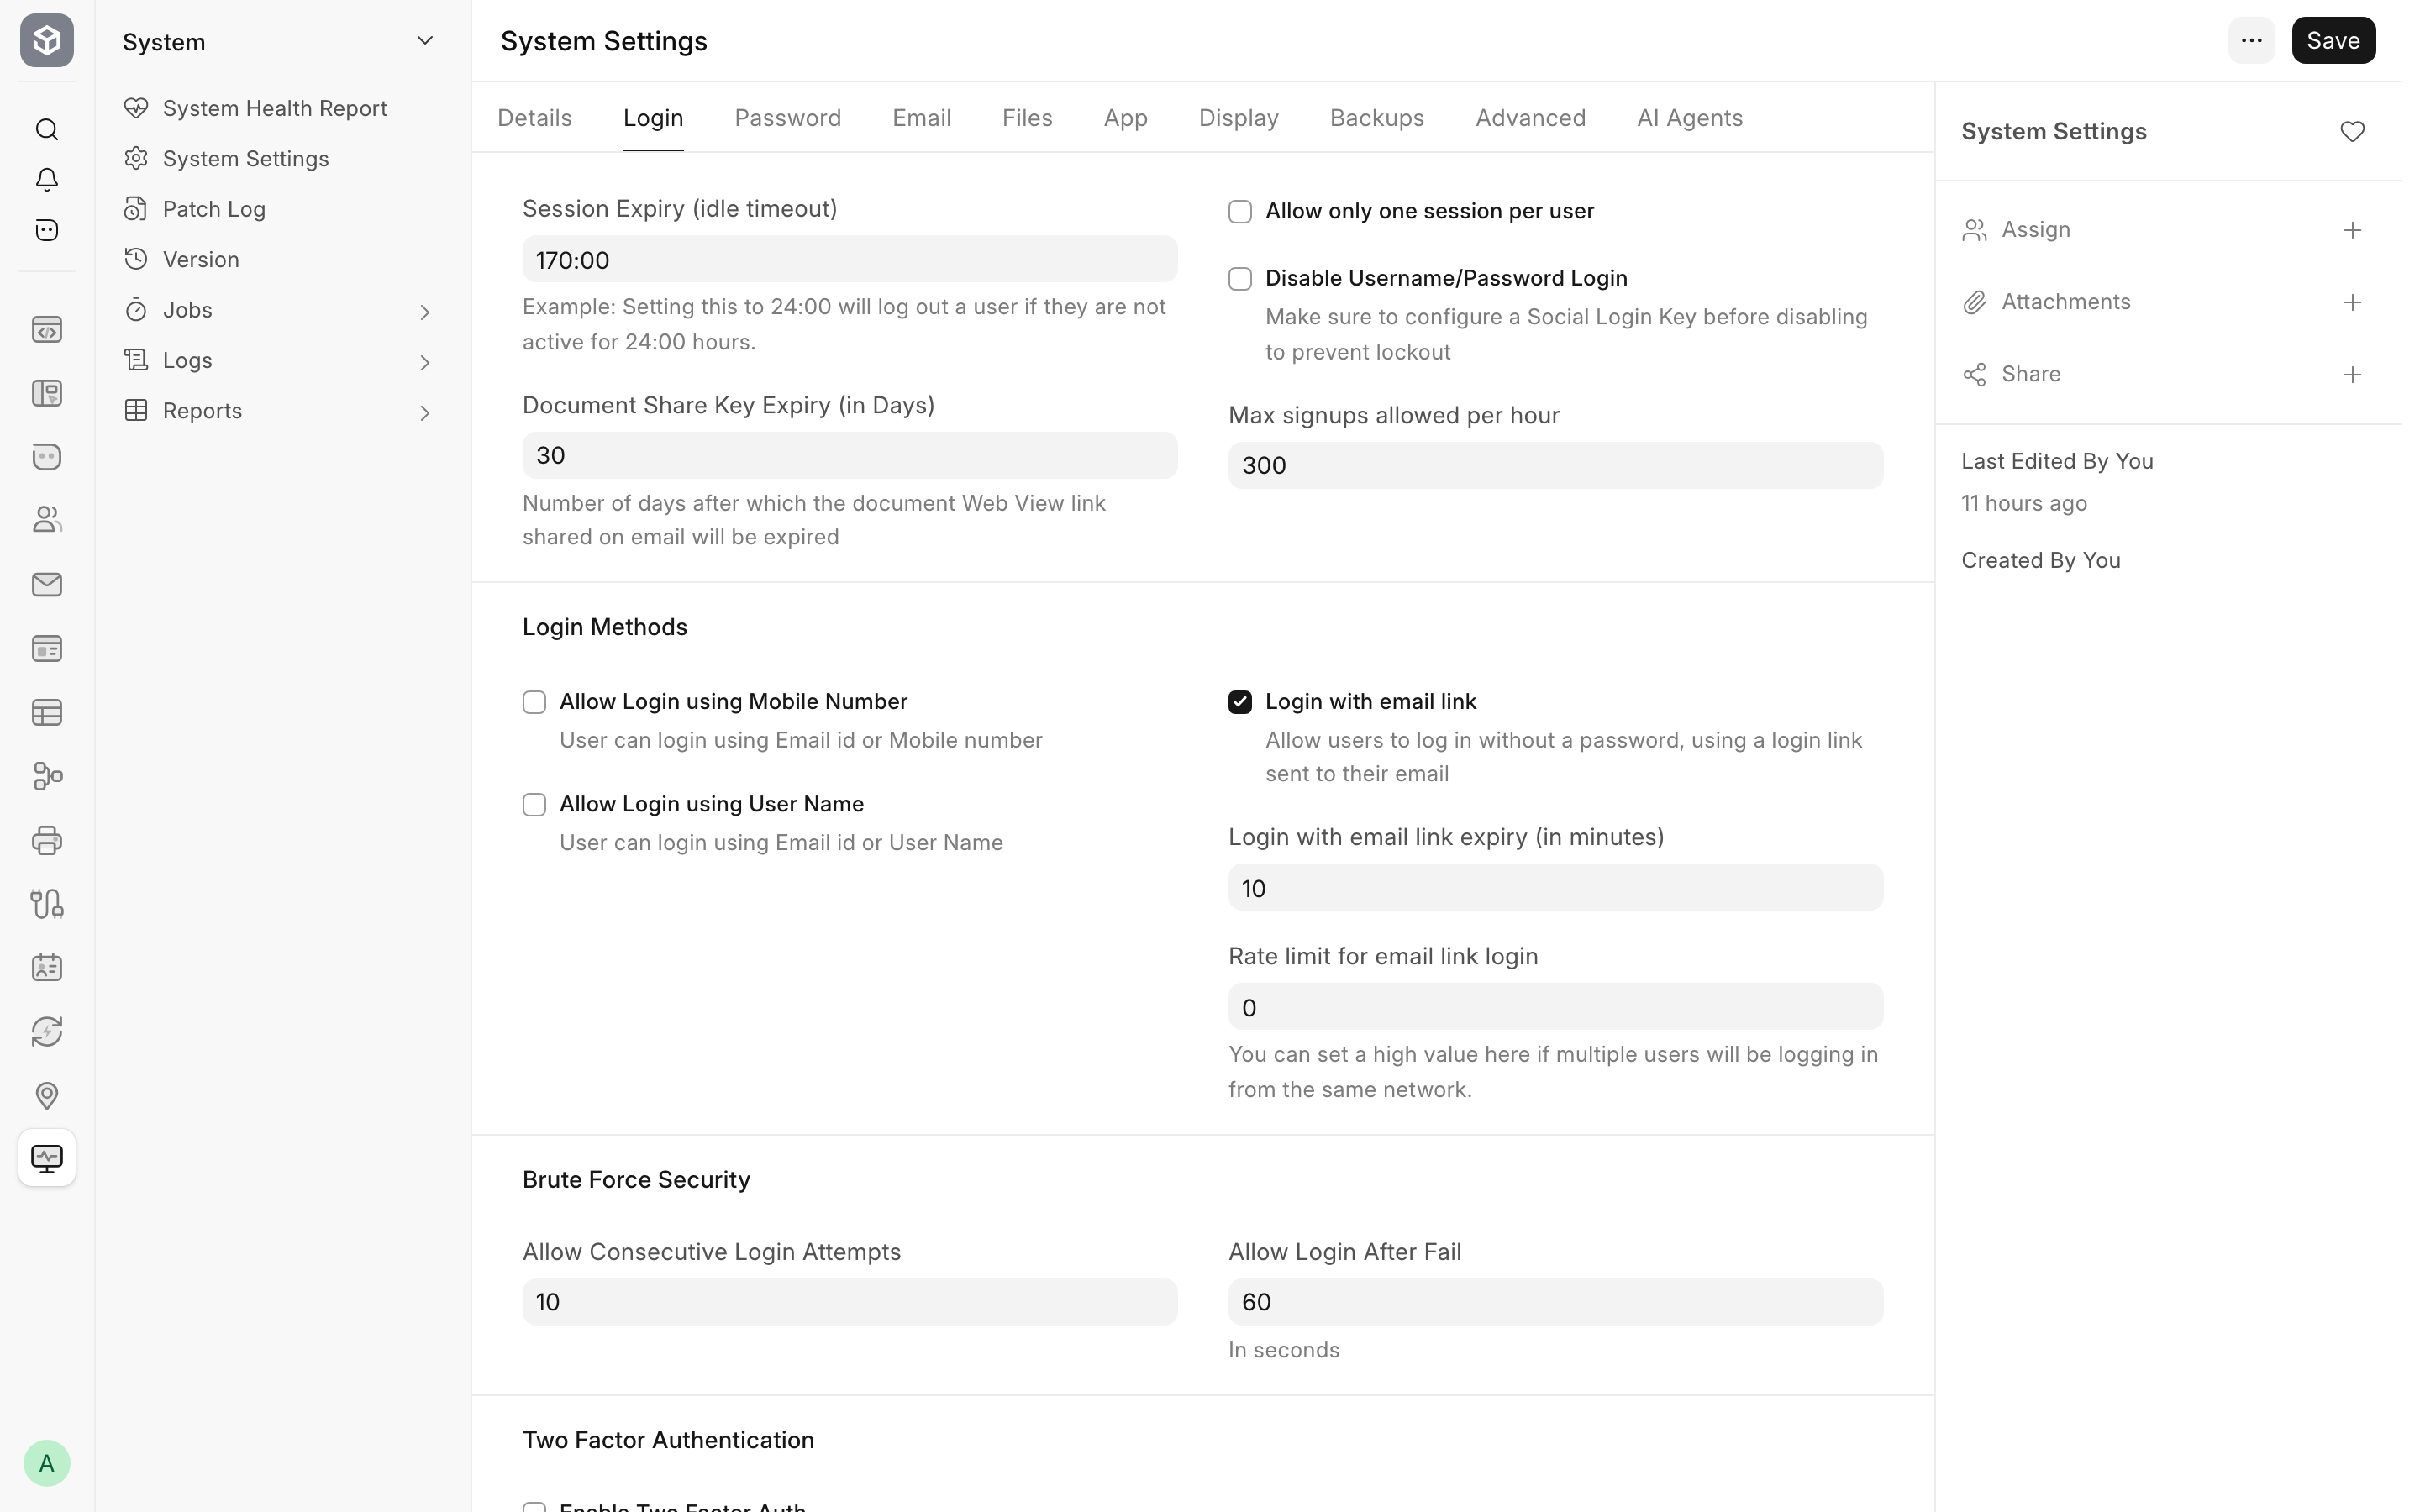 System
System Health Report
System Settings
Patch Log
Version
Jobs
Logs
Reports
A
System Settings
Save
Details
Login
Password
Email
Files
App
Display
Backups
Advanced
AI Agents
Session Expiry (idle timeout)
170:00
Example: Setting this to 24:00 will log out a user if they are not
active for 24:00 hours.
Document Share Key Expiry (in Days)
30
Number of days after which the document Web View link
shared on email will be expired
Allow only one session per user
Disable Username/Password Login
Make sure to configure a Social Login Key before disabling
to prevent lockout
Max signups allowed per hour
300
Login Methods
Allow Login using Mobile Number
User can login using Email id or Mobile number
Allow Login using User Name
User can login using Email id or User Name
Login with email link
Allow users to log in without a password, using a login link
sent to their email
Login with email link expiry (in minutes)
10
Rate limit for email link login
0
You can set a high value here if multiple users will be logging in
from the same network.
Brute Force Security
Allow Consecutive Login Attempts
10
Allow Login After Fail
60
In seconds
Two Factor Authentication
Enable Two Factor Auth
System Settings
Assign
Attachments
Share
Last Edited By You
11 hours ago
Created By You